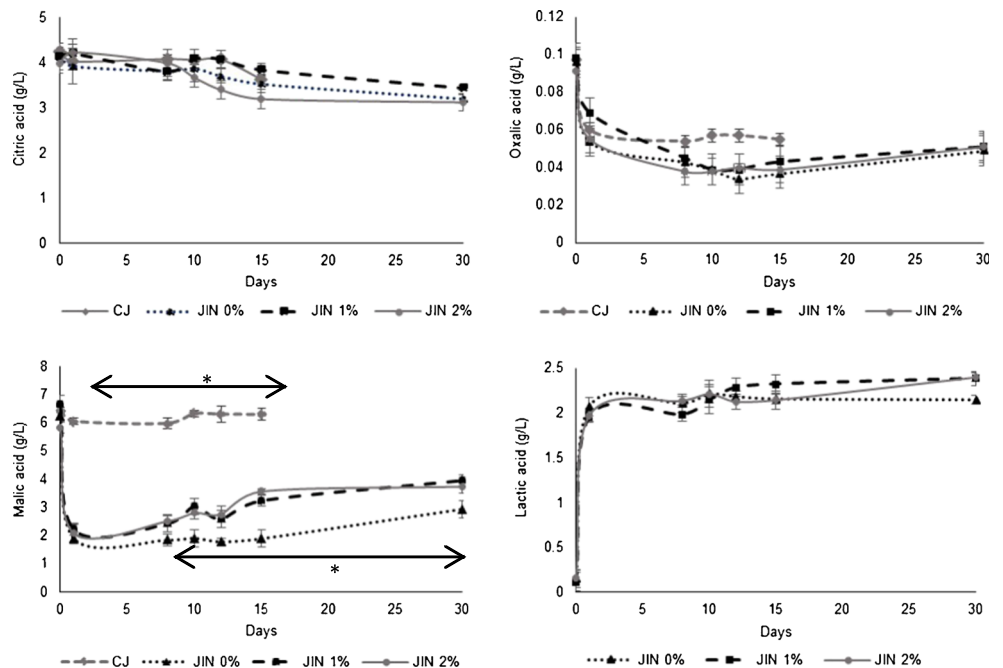 5
4
3
4
1
0
Citric acid (g/L)
0 5 10 15 20 25 30
Days
CJ JIN 0% JIN 1% JIN 2%
0.12
0.1
0.08
0.06
0.04
0.02
0
Oxalic acid (g/L)
0 5 10 15 20 25 30
Days
CJ JIN 0% JIN 1% JIN 2%
8
7
6
5
4
3
2
1
0
Malic acid (g/L)
*
*
0 5 10 15 20 25 30
Days
CJ JIN 0% JIN 1% JIN 2%
2.5
2
1.5
1
0.5
0
Lactic acid (g/L)
0 5 10 15 20 25 30
Days
JIN 0% JIN 1% JIN 2%